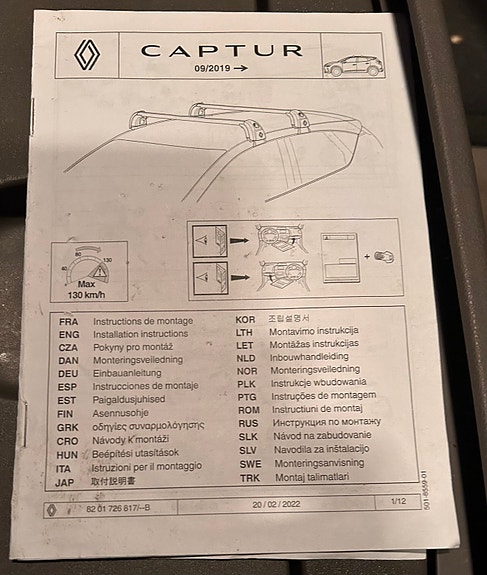 CAPTUR
09/2019 →
40 80 130
Max
130 km/h
FRA Instructions de montage
ENG Installation instructions
CZA Pokyny pro montáž
DAN Monteringsveiledning
DEU Einbauanleitung
ESP Instrucciones de montaje
EST Paigaldusjuhised
FIN Asennusohje
GRK οδηγίες συναρμολόγησης
CRO Návody K montáži
HUN Beépítési utasítások
ITA Istruzioni per il montaggio
JAP 取付説明書
KOR 조립설명서
LTH Montavimo instrukcija
LET Montāžas instrukcijas
NLD Inbouwhandleiding
NOR Monteringsveiledning
PLK Instrukcje wbudowania
PTG Instruções de montagem
ROM Instructiuni de montaj
RUS Инструкция по монтажу
SLK Návod na zabudovanie
SLV Navodila za inštalacijo
SWE Monteringsanvisning
TRK Montaj talimatlari
82 01 726 817/--B
20 / 02 / 2022
1/12
501-8559-01